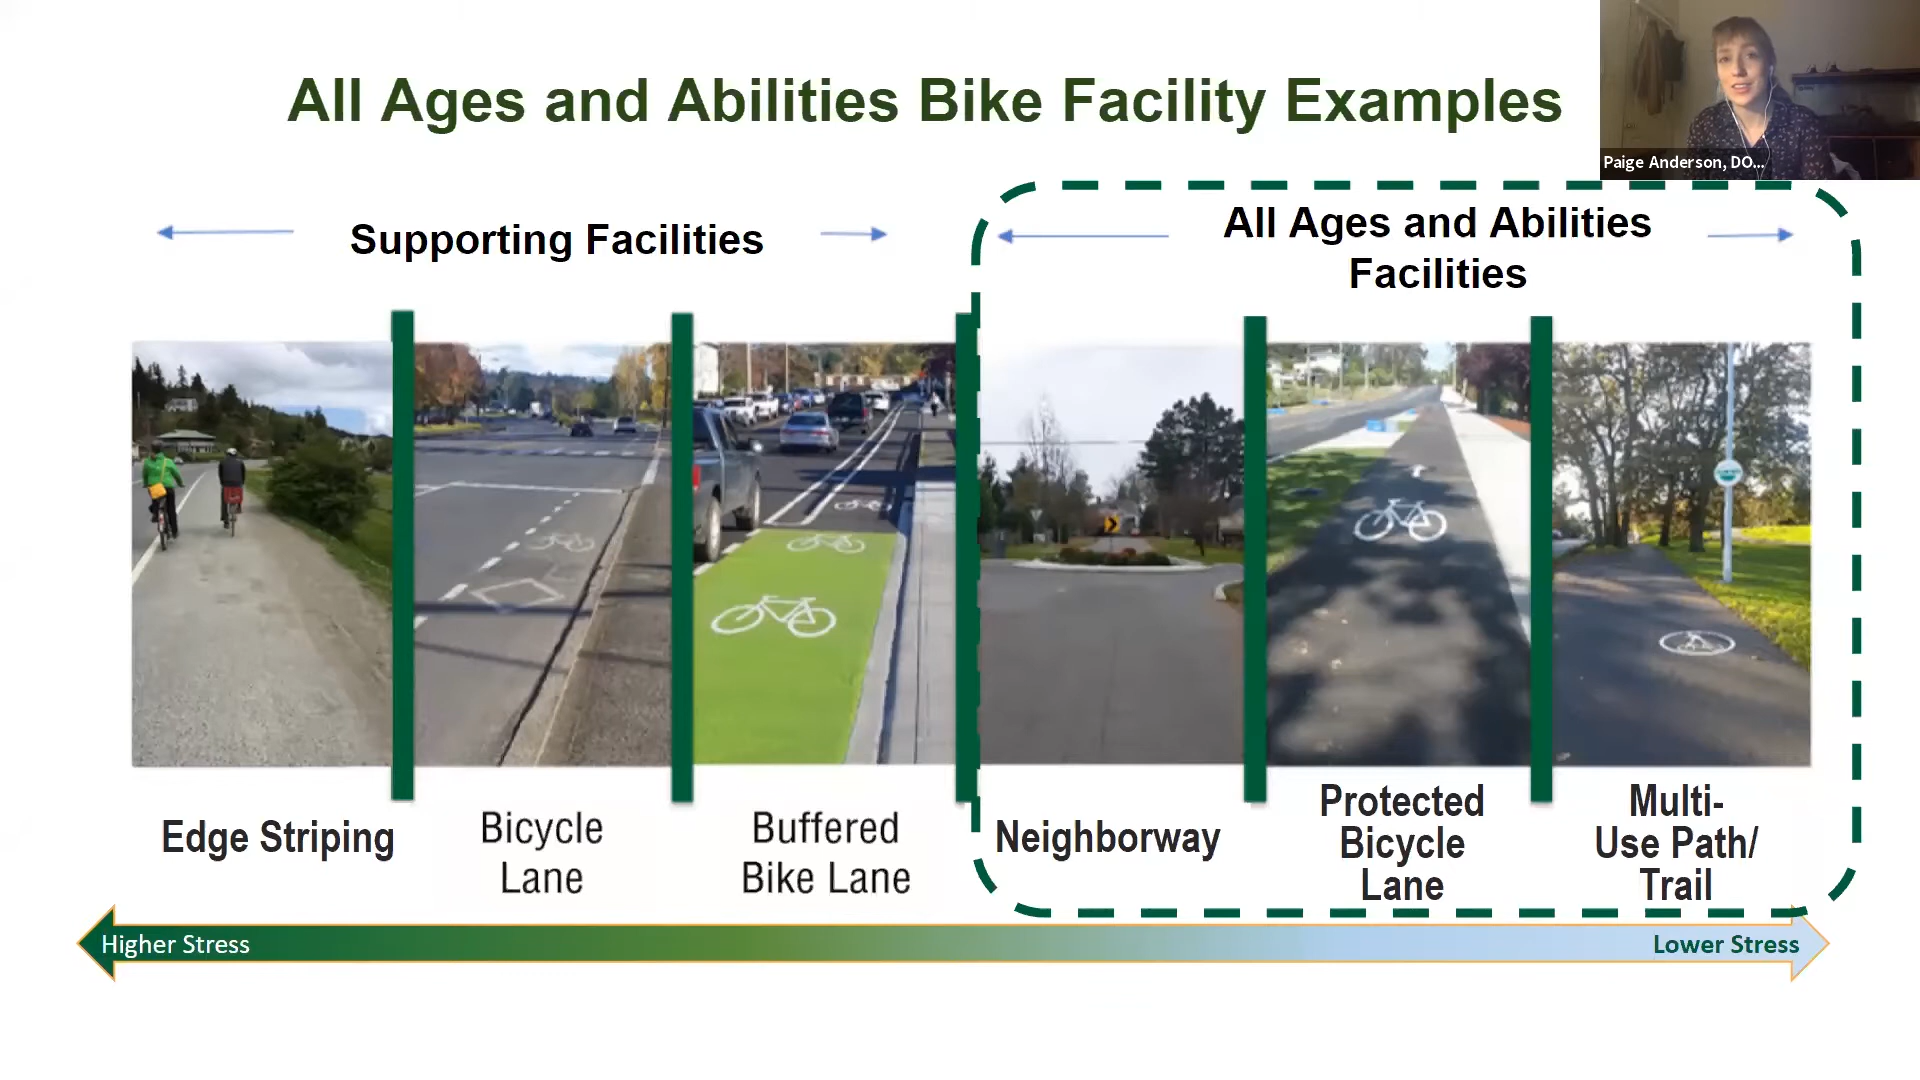 All Ages and Abilities Bike Facility Examples
Paige Anderson, DO...
Supporting Facilities
All Ages and Abilities
Facilities
Edge Striping
Bicycle
Lane
Buffered
Bike Lane
Neighborway
Protected
Bicycle
Lane
Multi-
Use Path/
Trail
Higher Stress
Lower Stress